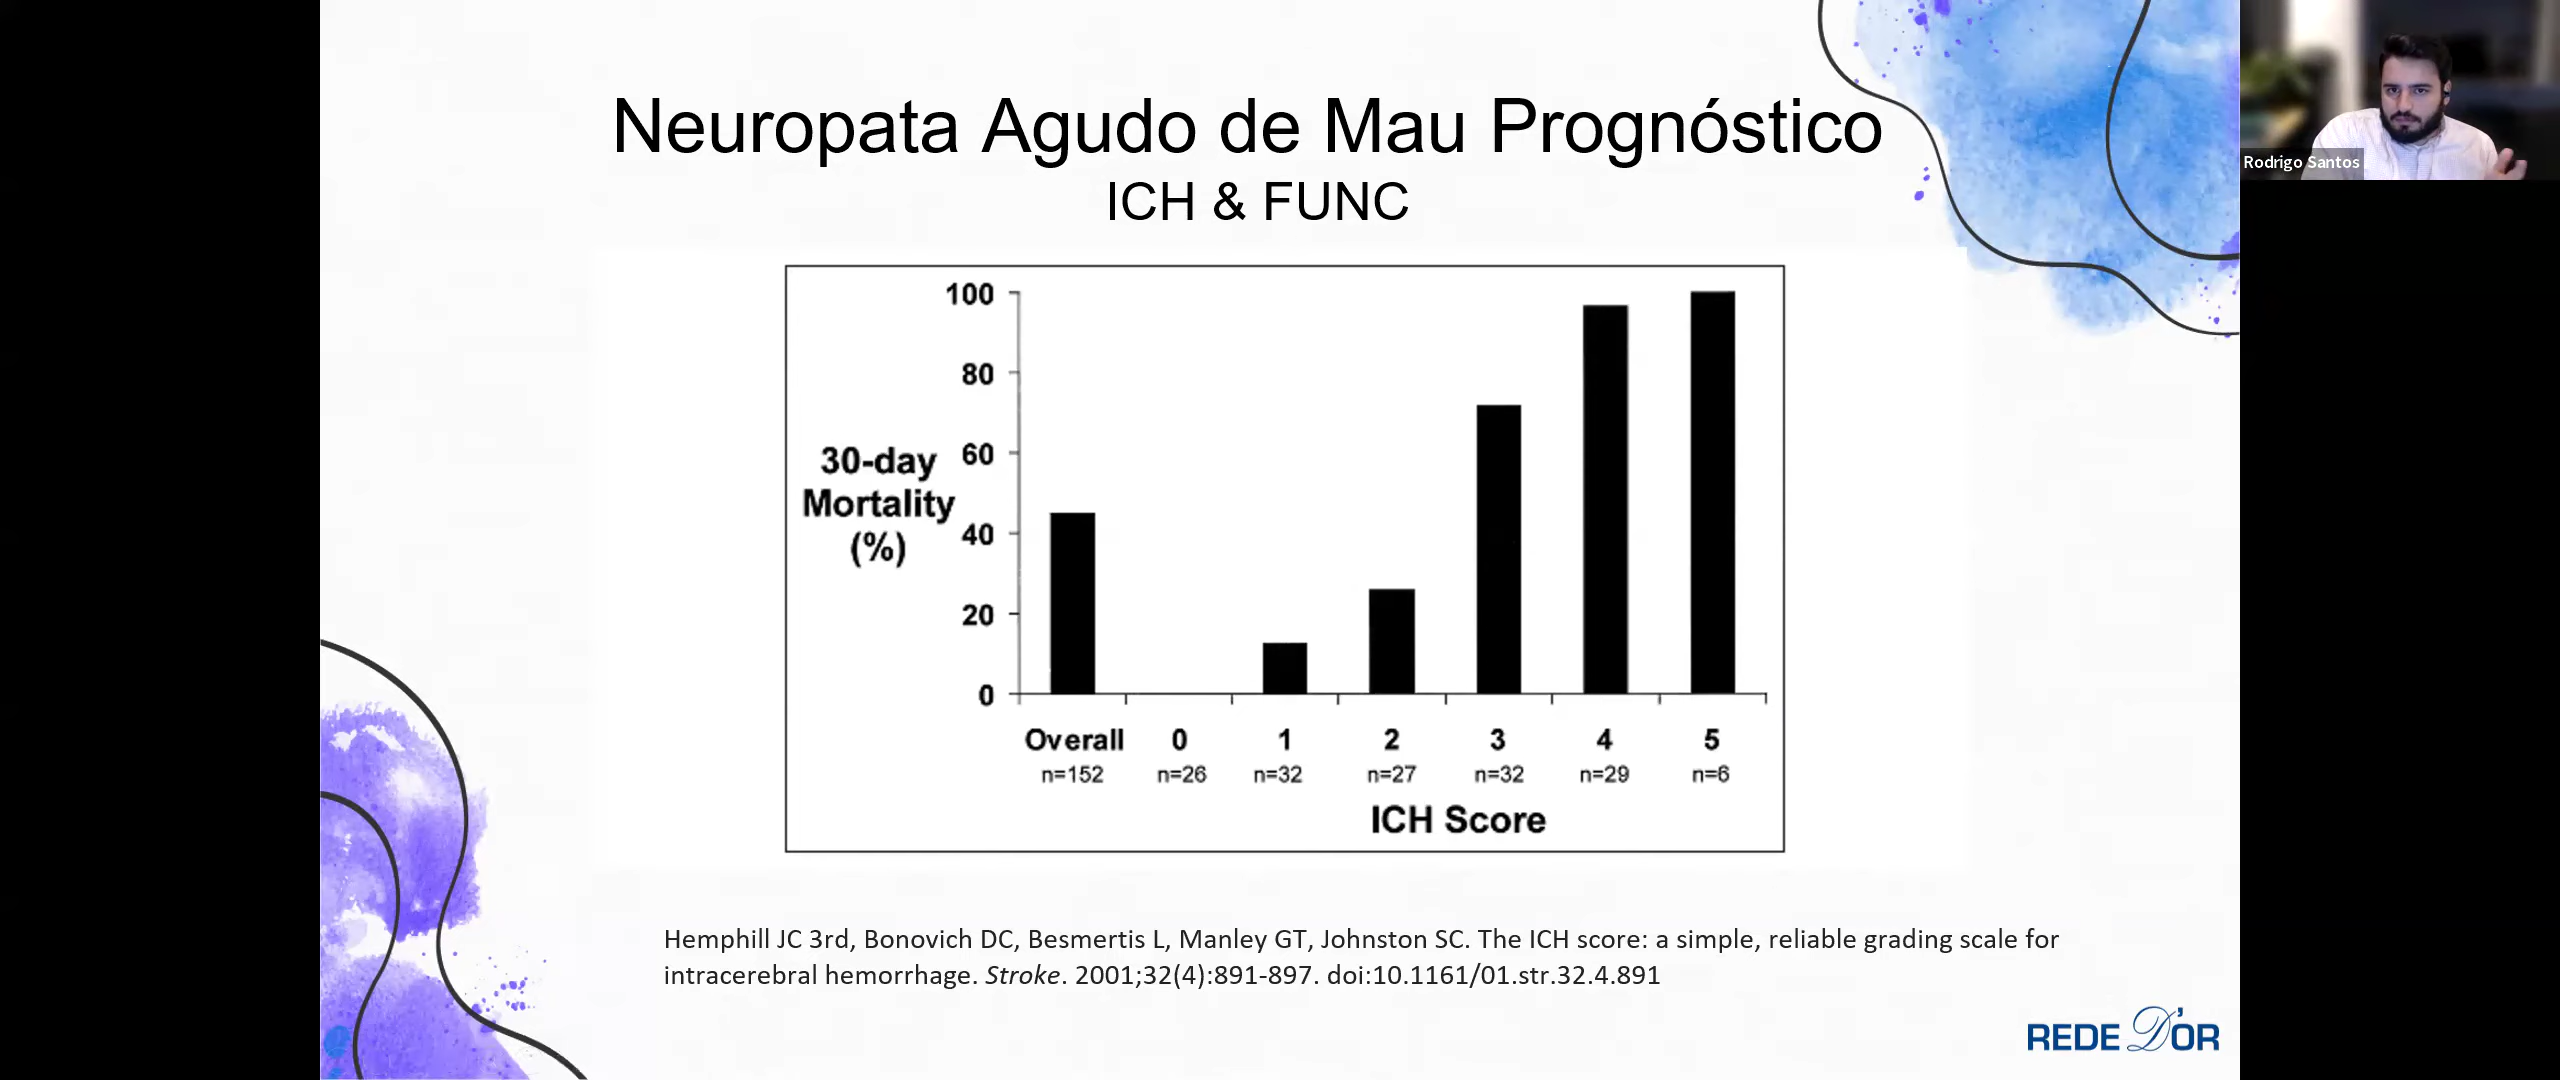 Neuropata Agudo de Mau Prognóstico
ICH & FUNC
Rodrigo Santos
100
80
60
40
20
0
30-day
Mortality
(%)
Overall 0 1 2 3 4 5
n=152 n=26 n=32 n=27 n=32 n=29 n=6
ICH Score
Hemphill JC 3rd, Bonovich DC, Besmertis L, Manley GT, Johnston SC. The ICH score: a simple, reliable grading scale for
intracerebral hemorrhage. Stroke. 2001;32(4):891-897. doi:10.1161/01.str.32.4.891
REDE D'OR